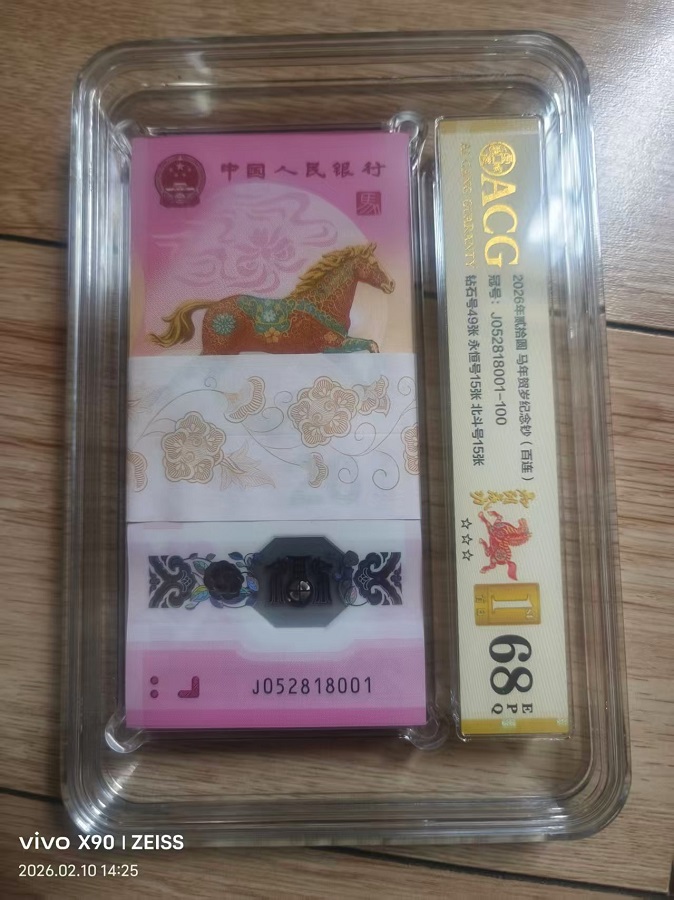 中国人民银行
馬
J052818001
ACG
2026年贰拾圆 马年贺岁纪念钞（百连）
冠号：J052818001-100
钻石号49张 永恒号15张 北斗号15张
☆☆☆
1st
68
EPQ
vivo X90 | ZEISS
2026.02.10 14:25